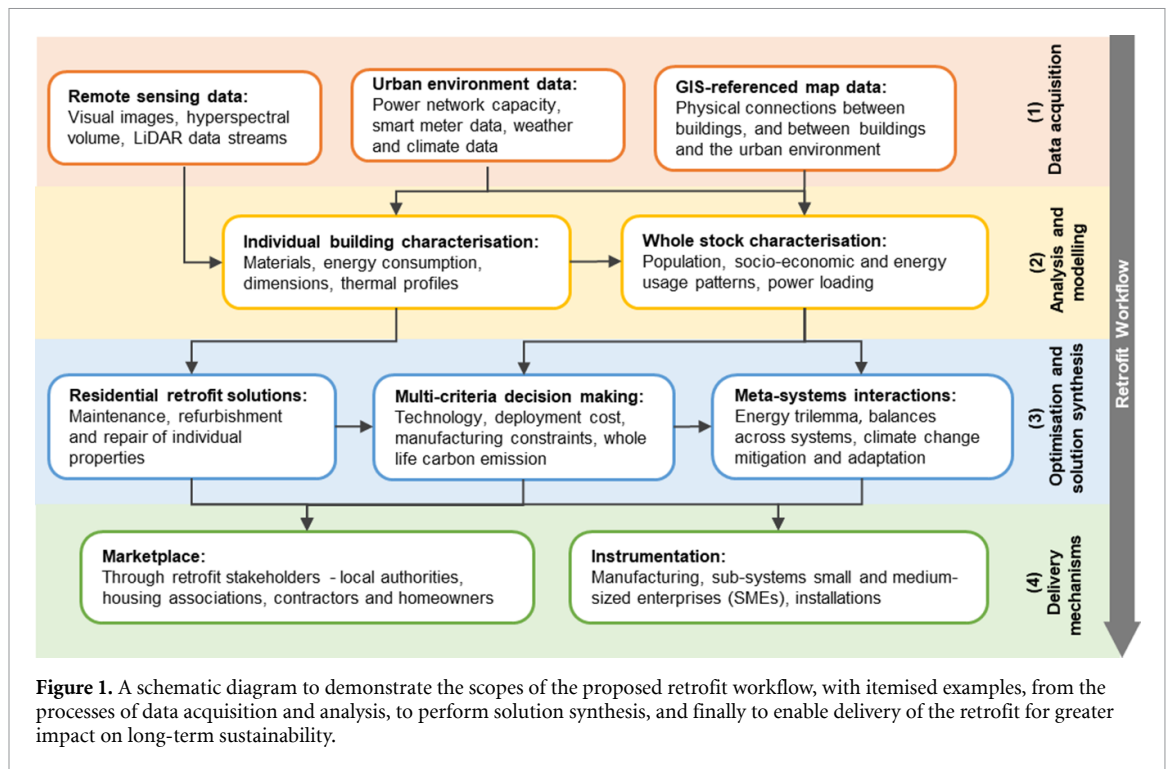 Remote sensing data:
Visual images, hyperspectral
volume, LiDAR data streams
Urban environment data:
Power network capacity,
smart meter data, weather
and climate data
GIS-referenced map data:
Physical connections between
buildings, and between buildings
and the urban environment
(1)
Data acquisition
Individual building characterisation:
Materials, energy consumption,
dimensions, thermal profiles
Whole stock characterisation:
Population, socio-economic and energy
usage patterns, power loading
(2)
Analysis and
modelling
Residential retrofit solutions:
Maintenance, refurbishment
and repair of individual
properties
Multi-criteria decision making:
Technology, deployment cost,
manufacturing constraints, whole
life carbon emission
Meta-systems interactions:
Energy trilemma, balances
across systems, climate change
mitigation and adaptation
(3)
Optimisation and
solution synthesis
Marketplace:
Through retrofit stakeholders - local authorities,
housing associations, contractors and homeowners
Instrumentation:
Manufacturing, sub-systems small and medium-
sized enterprises (SMEs), installations
(4)
Delivery
mechanisms
Retrofit Workflow
Figure 1. A schematic diagram to demonstrate the scopes of the proposed retrofit workflow, with itemised examples, from the
processes of data acquisition and analysis, to perform solution synthesis, and finally to enable delivery of the retrofit for greater
impact on long-term sustainability.